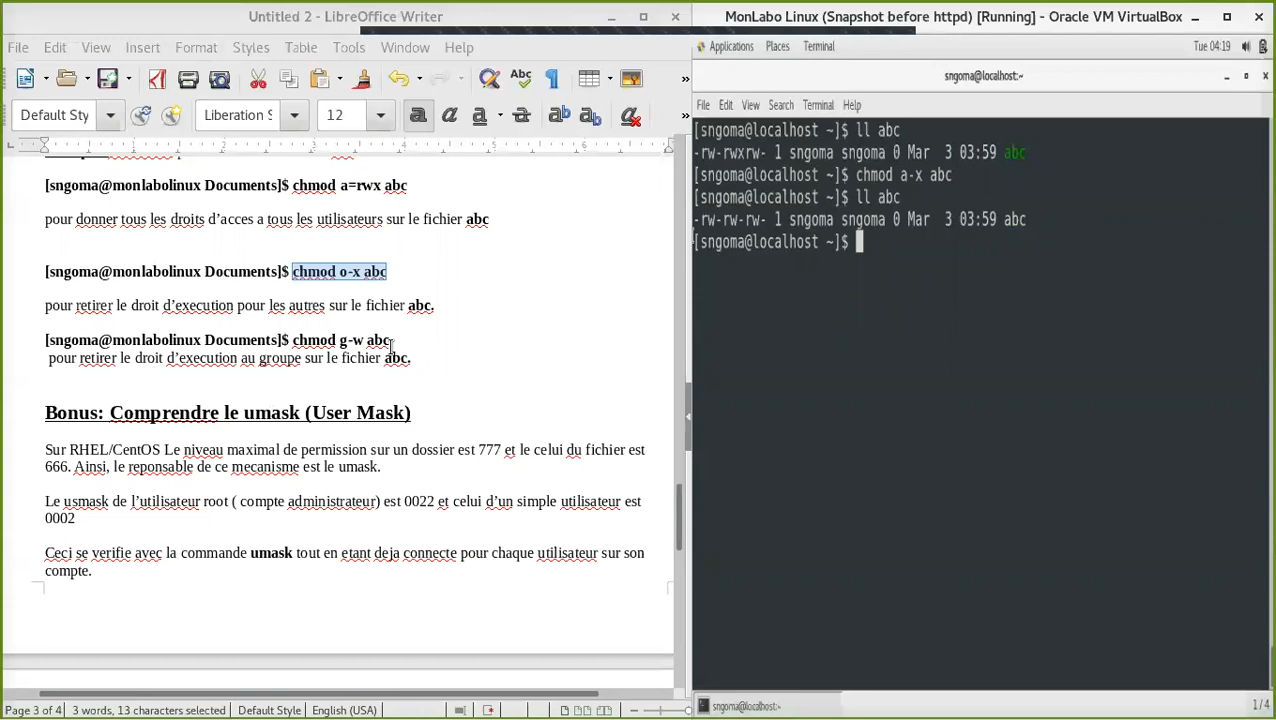 Untitled 2 - LibreOffice Writer
File Edit View Insert Format Styles Table Tools Window Help
Default Sty Liberation S 12
2 3 4 5 6
[sngoma@monlabolinux Documents]$ chmod a=rwx abc
pour donner tous les droits d’acces a tous les utilisateurs sur le fichier abc
[sngoma@monlabolinux Documents]$ chmod o-x abc
pour retirer le droit d’execution pour les autres sur le fichier abc.
[sngoma@monlabolinux Documents]$ chmod g-w abc
pour retirer le droit d’execution au groupe sur le fichier abc.
Bonus: Comprendre le umask (User Mask)
Sur RHEL/CentOS Le niveau maximal de permission sur un dossier est 777 et le celui du fichier est
666. Ainsi, le reponsable de ce mecanisme est le umask.
Le usmask de l’utilisateur root ( compte administrateur) est 0022 et celui d’un simple utilisateur est
0002
Ceci se verifie avec la commande umask tout en etant deja connecte pour chaque utilisateur sur son
compte.
Page 3 of 4 3 words, 13 characters selected Default Style English (USA)
MonLabo Linux (Snapshot before httpd) [Running] - Oracle VM VirtualBox
Applications Places Terminal Tue 04:19
sngoma@localhost:~
File Edit View Search Terminal Help
[sngoma@localhost ~]$ ll abc
-rw-rwxrw- 1 sngoma sngoma 0 Mar 3 03:59 abc
[sngoma@localhost ~]$ chmod a-x abc
[sngoma@localhost ~]$ ll abc
-rw-rw-rw- 1 sngoma sngoma 0 Mar 3 03:59 abc
[sngoma@localhost ~]$
sngoma@localhost:~ 1 / 4